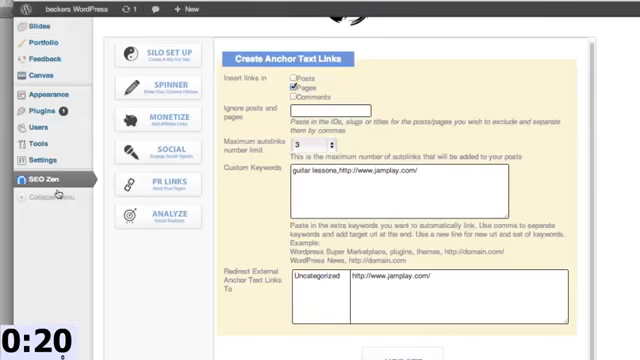 beckers WordPress
1
+ New
Slides
Portfolio
Feedback
Canvas
Appearance
Plugins 1
Users
Tools
Settings
SEO Zen
Collapse menu
SILO SET UP
SPINNER
MONETIZE
Add Affiliate Links
SOCIAL
PR LINKS
ANALYZE
Create Anchor Text Links
Insert links in
Posts
Pages
Comments
Ignore posts and
pages
Paste in the IDs, slugs or titles for the posts/pages you
wish to exclude and separate
them by commas
Maximum autolinks
number limit
3
This is the maximum number of autolinks that will be added to your posts
Custom Keywords
guitar lessons,http://www.jamplay.com/
Paste in the extra keywords you want to automatically link. Use comma to separate
keywords and add target url at the end. Use a new line for new url and set of keywords.
Example:
Wordpress Super Marketplace, plugins, themes, http://domain.com/
WordPress News, http://domain.com
Redirect External
Anchor Text Links
To
Uncategorized
http://www.jamplay.com/
0:20